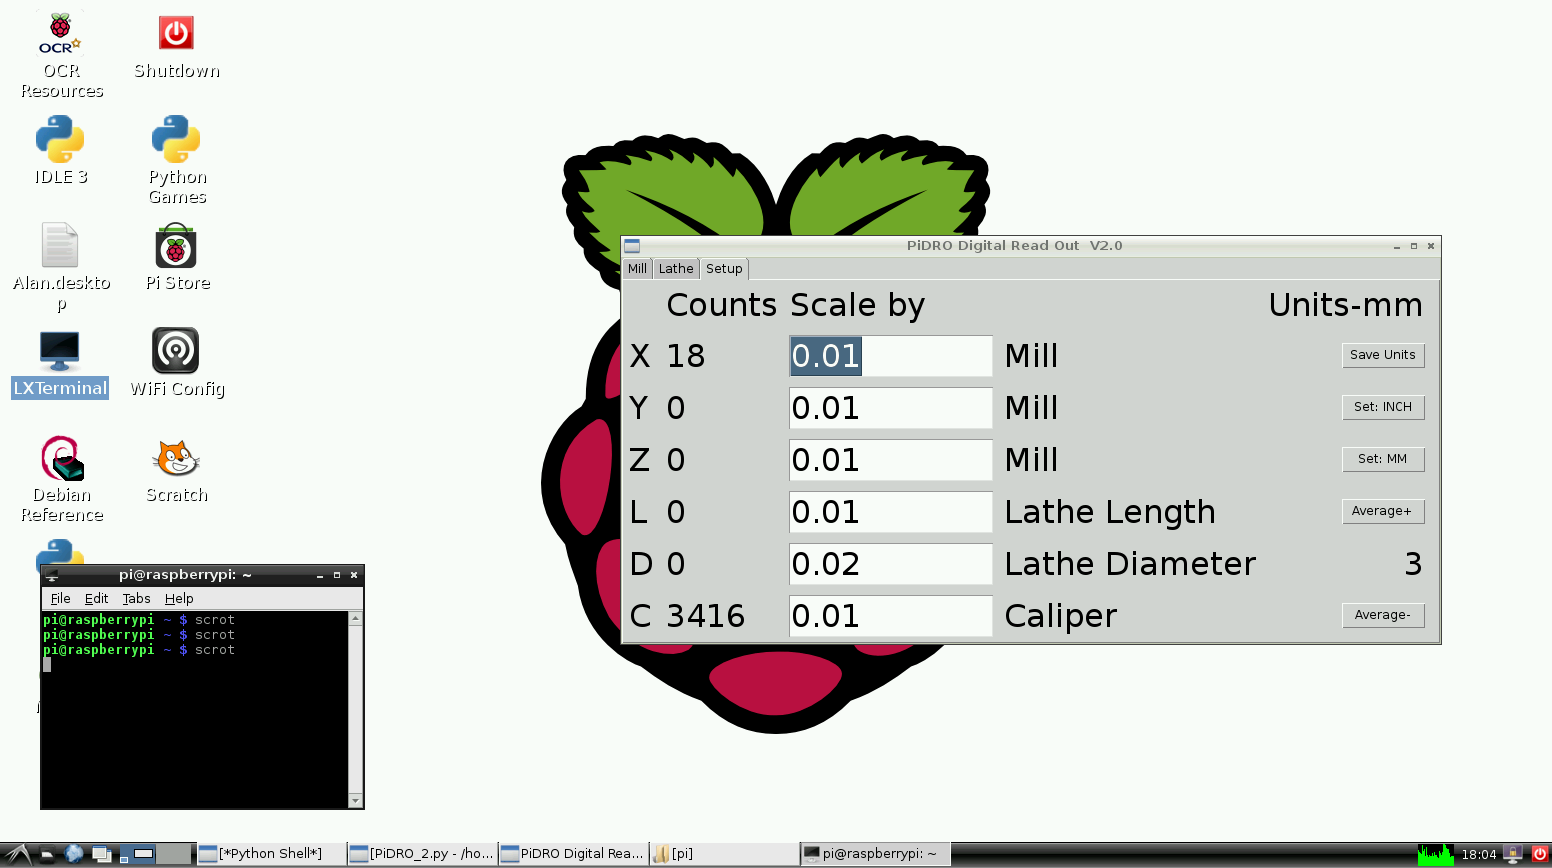 OCR
OCR
Resources
Shutdown
IDLE 3
Python
Games
Alan.deskto
p
Pi Store
LXTerminal
WiFi Config
Debian
Reference
Scratch
PiDRO Digital Read Out V2.0
Mill Lathe Setup
Counts Scale by Units-mm
X 18 0.01 Mill Save Units
Y 0 0.01 Mill Set: INCH
Z 0 0.01 Mill Set: MM
L 0 0.01 Lathe Length Average+
D 0 0.02 Lathe Diameter 3
C 3416 0.01 Caliper Average-
pi@raspberrypi: ~
File Edit Tabs Help
pi@raspberrypi ~ $ scrot
pi@raspberrypi ~ $ scrot
pi@raspberrypi ~ $ scrot
[*Python Shell*] [PiDRO_2.py - /ho... PiDRO Digital Rea... [pi] pi@raspberrypi: ~ 18:04